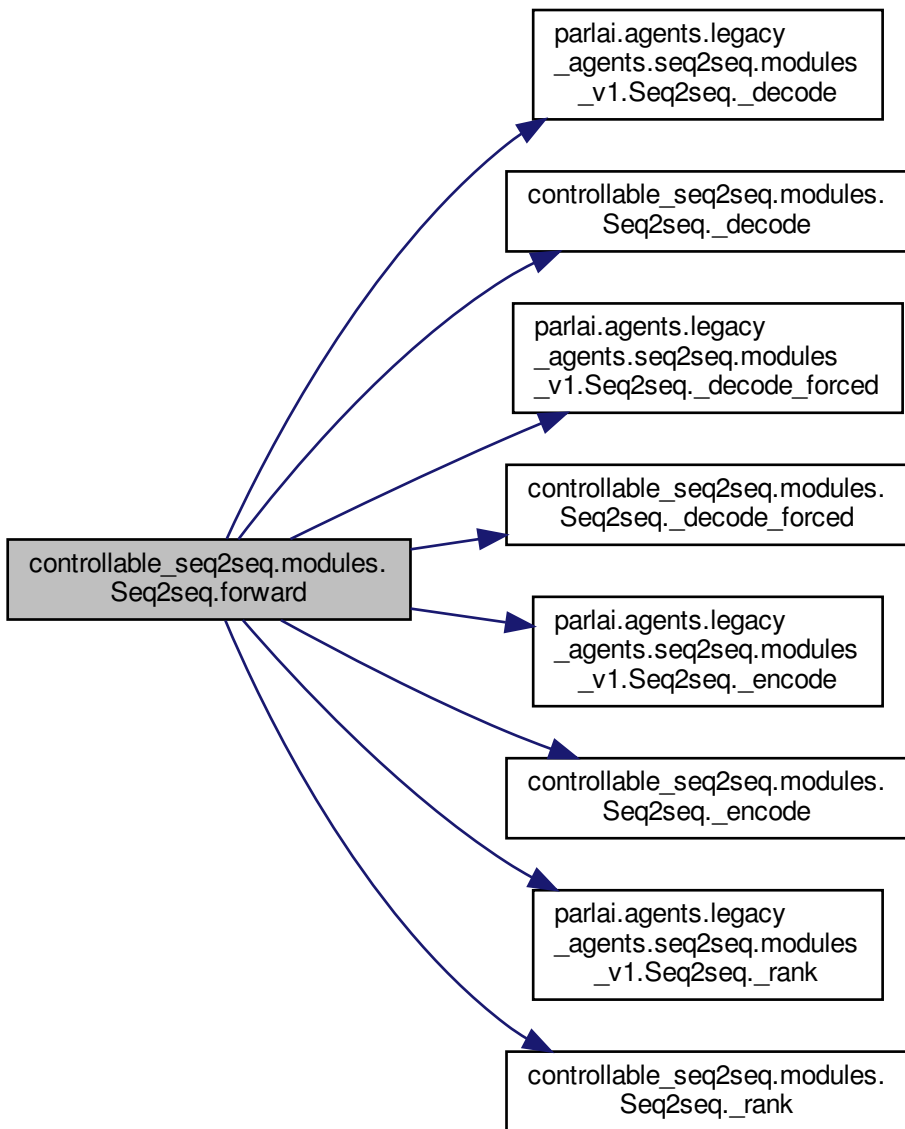 parlai.agents.legacy
_agents.seq2seq.modules
_v1.Seq2seq._decode
controllable_seq2seq.modules.
Seq2seq._decode
parlai.agents.legacy
_agents.seq2seq.modules
_v1.Seq2seq._decode_forced
controllable_seq2seq.modules.
Seq2seq._decode_forced
controllable_seq2seq.modules.
Seq2seq.forward
parlai.agents.legacy
_agents.seq2seq.modules
_v1.Seq2seq._encode
controllable_seq2seq.modules.
Seq2seq._encode
parlai.agents.legacy
_agents.seq2seq.modules
_v1.Seq2seq._rank
controllable_seq2seq.modules.
Seq2seq._rank